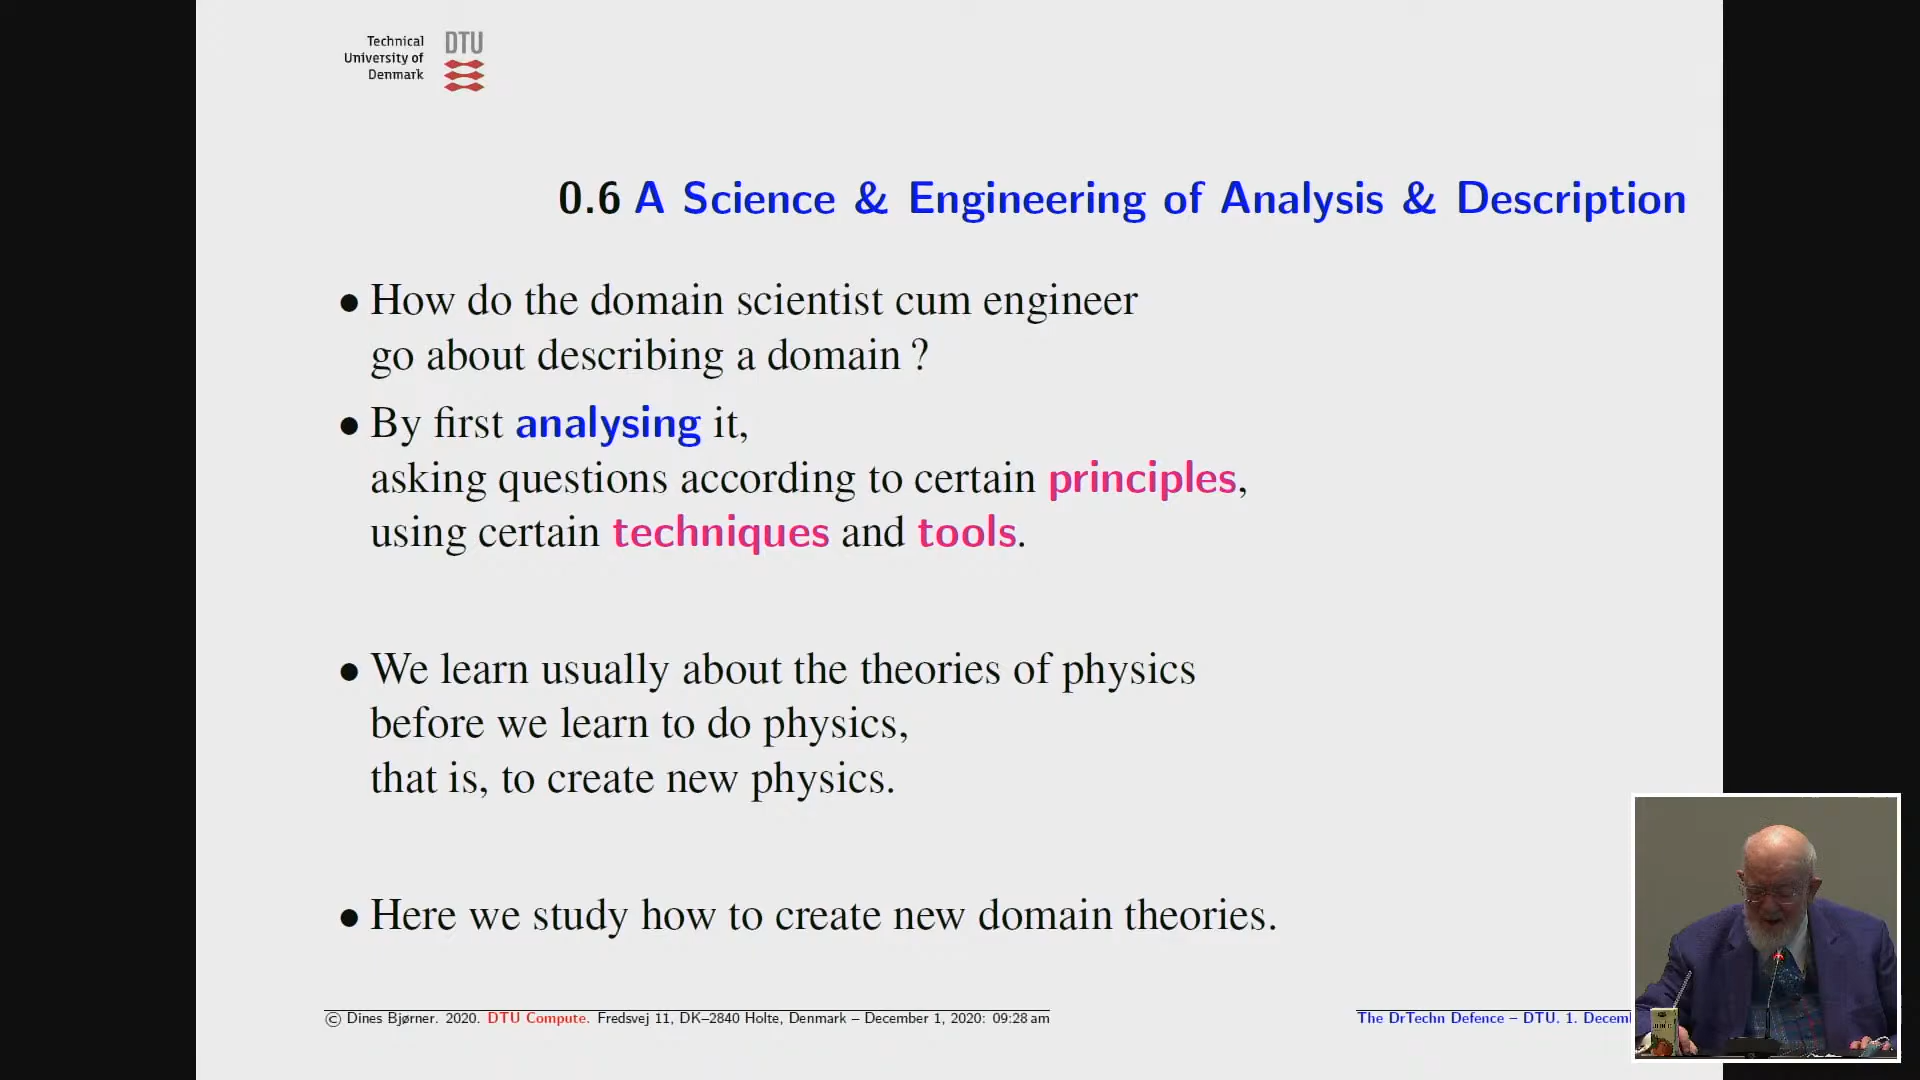 Technical
University of
Denmark
DTU
0.6 A Science & Engineering of Analysis & Description
• How do the domain scientist cum engineer
go about describing a domain ?
• By first analysing it,
asking questions according to certain principles,
using certain techniques and tools.
• We learn usually about the theories of physics
before we learn to do physics,
that is, to create new physics.
• Here we study how to create new domain theories.
© Dines Bjørner. 2020. DTU Compute. Fredsvej 11, DK–2840 Holte, Denmark – December 1, 2020: 09:28 am
The DrTechn Defence – DTU. 1.